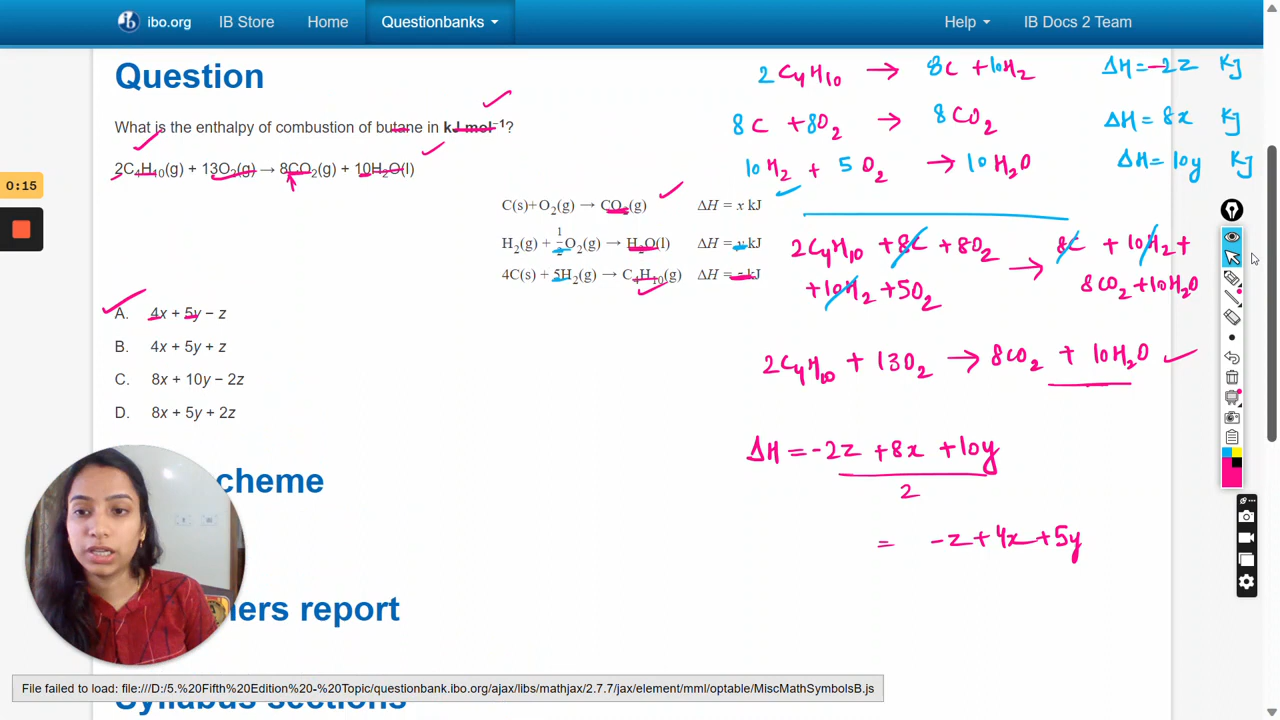 ibo.org IB Store Home Questionbanks Help IB Docs 2 Team
Question
What is the enthalpy of combustion of butane in kJ mol⁻¹?
2C₄H₁₀(g) + 13O₂(g) → 8CO₂(g) + 10H₂O(l)
C(s)+O₂(g) → CO₂(g) ΔH = x kJ
H₂(g) + 1/2 O₂(g) → H₂O(l) ΔH = y kJ
4C(s) + 5H₂(g) → C₄H₁₀(g) ΔH = z kJ
A. 4x + 5y − z
B. 4x + 5y + z
C. 8x + 10y − 2z
D. 8x + 5y + 2z
cheme
ners report
Syllabus sections
0:15
2C₄H₁₀ → 8C + 10H₂ ΔH = -2z KJ
8C + 8O₂ → 8CO₂ ΔH = 8x KJ
10H₂ + 5O₂ → 10H₂O ΔH = 10y KJ
2C₄H₁₀ + 8C + 8O₂ → 8C + 10H₂ +
+ 10H₂ + 5O₂ 8CO₂ + 10H₂O
2C₄H₁₀ + 13O₂ → 8CO₂ + 10H₂O
ΔH = -2z + 8x + 10y
2
= -z + 4x + 5y
File failed to load: file:///D:/5.%20Fifth%20Edition%20-%20Topic/questionbank.ibo.org/ajax/libs/mathjax/2.7.7/jax/element/mml/optable/MiscMathSymbolsB.js